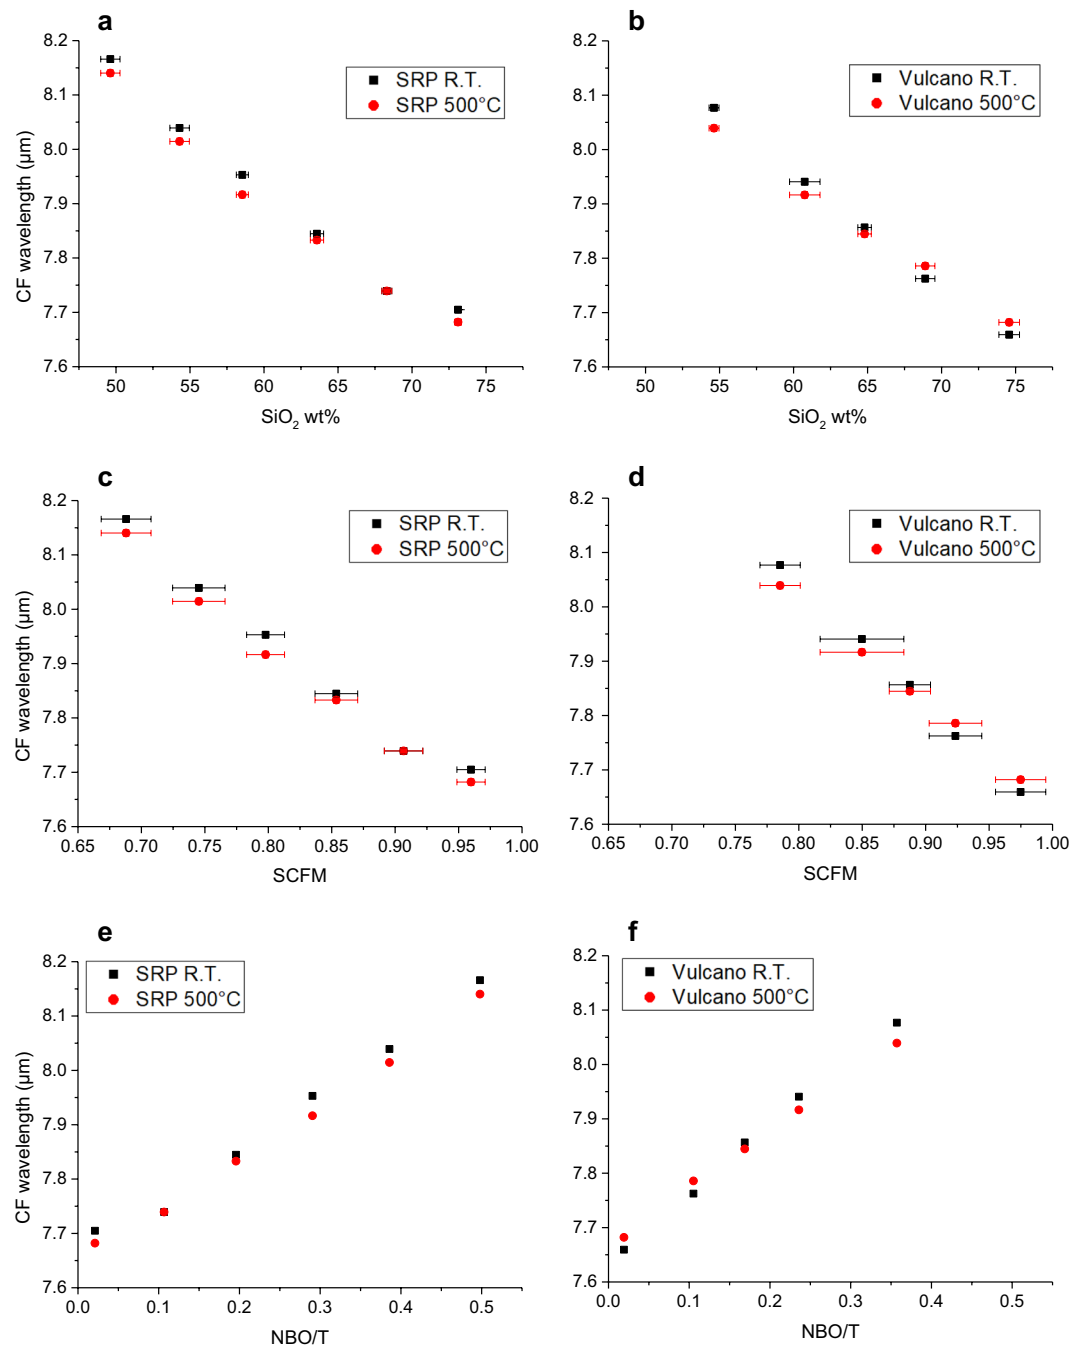 a
8.2
8.1
8.0
7.9
7.8
7.7
7.6
CF wavelength (µm)
SRP R.T.
SRP 500°C
50 55 60 65 70 75
SiO2 wt%
b
8.2
8.1
8.0
7.9
7.8
7.7
7.6
Vulcano R.T.
Vulcano 500°C
50 55 60 65 70 75
SiO2 wt%
c
8.2
8.1
8.0
7.9
7.8
7.7
7.6
CF wavelength (µm)
SRP R.T.
SRP 500°C
0.65 0.70 0.75 0.80 0.85 0.90 0.95 1.00
SCFM
d
8.2
8.1
8.0
7.9
7.8
7.7
7.6
Vulcano R.T.
Vulcano 500°C
0.65 0.70 0.75 0.80 0.85 0.90 0.95 1.00
SCFM
e
8.2
8.1
8.0
7.9
7.8
7.7
7.6
CF wavelength (µm)
SRP R.T.
SRP 500°C
0.0 0.1 0.2 0.3 0.4 0.5
NBO/T
f
8.2
8.1
8.0
7.9
7.8
7.7
7.6
Vulcano R.T.
Vulcano 500°C
0.0 0.1 0.2 0.3 0.4 0.5
NBO/T